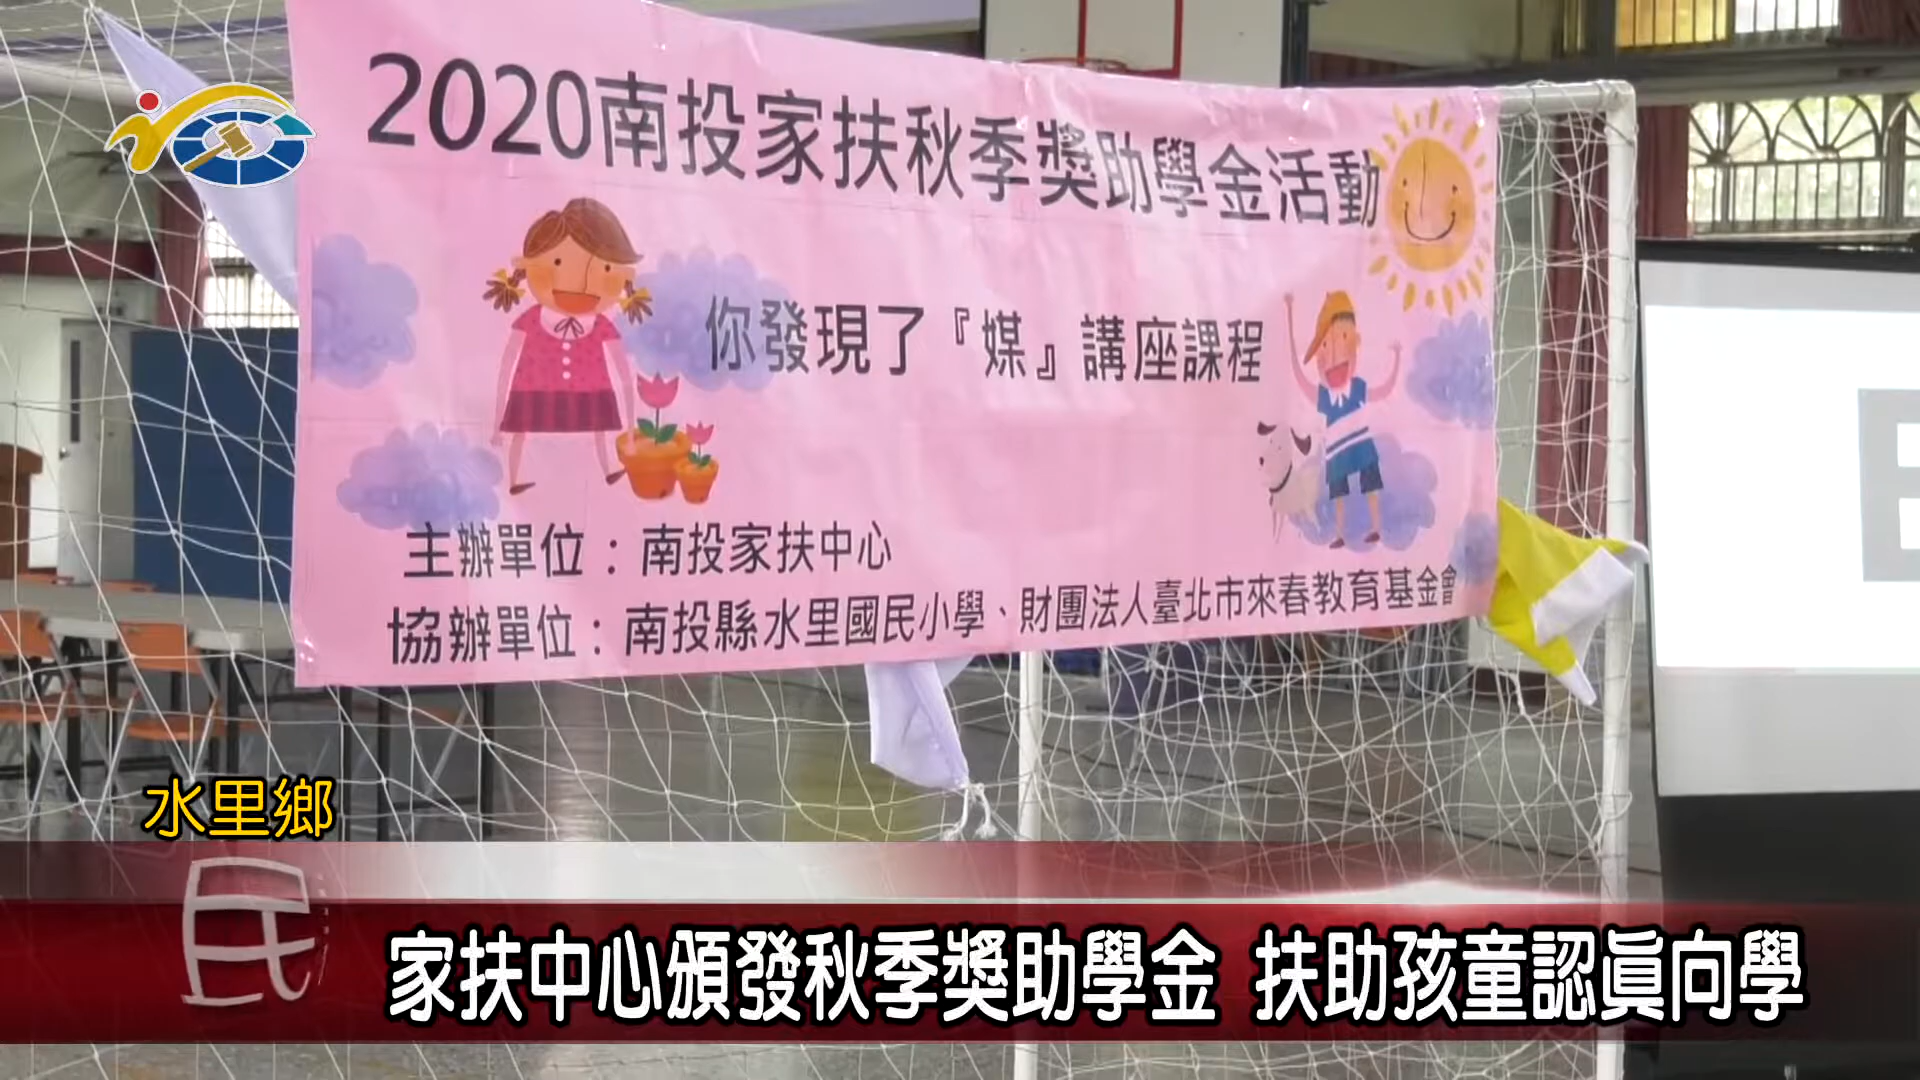 2020南投家扶秋季獎助學金活動
你發現了『媒』講座課程
主辦單位：南投家扶中心
協辦單位：南投縣水里國民小學、財團法人臺北市來春教育基金會
水里鄉
民
家扶中心頒發秋季獎助學金 扶助孩童認眞向學